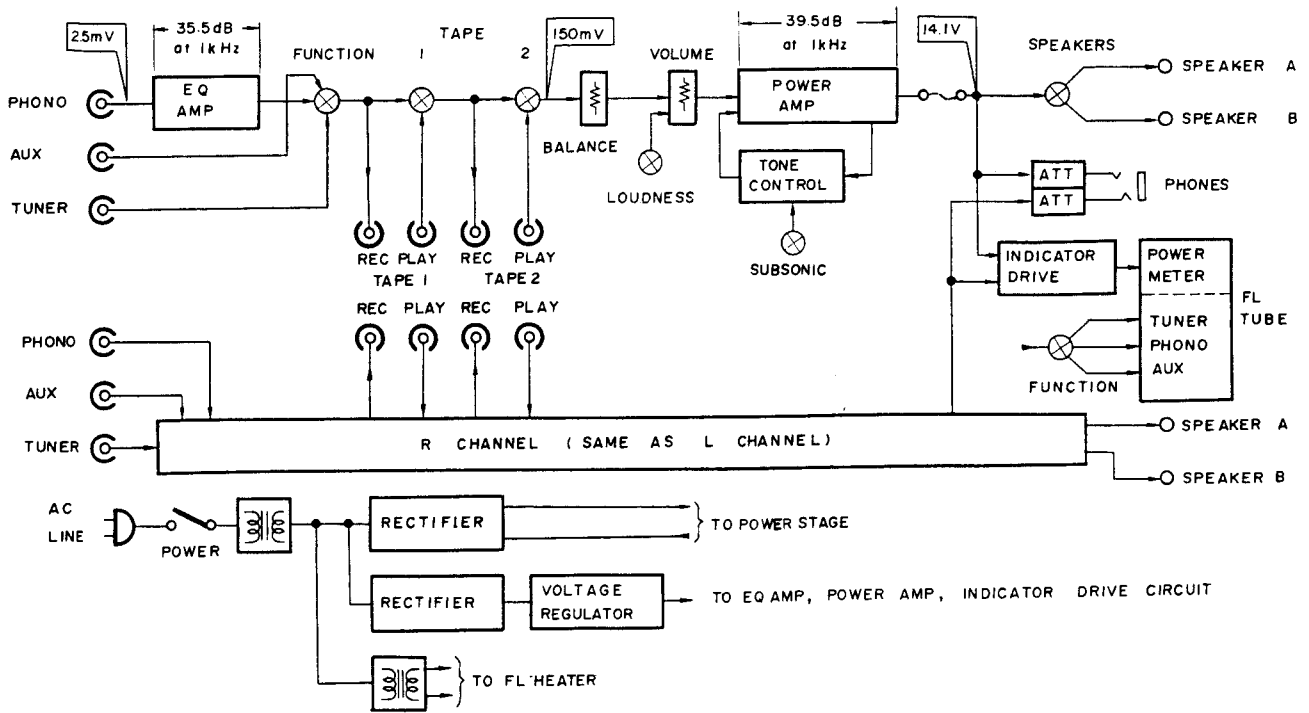 2.5mV
35.5dB
at 1kHz
FUNCTION
1
TAPE
2
150mV
VOLUME
39.5dB
at 1kHz
14.1V
SPEAKERS
PHONO
EQ
AMP
POWER
AMP
SPEAKER A
SPEAKER B
AUX
BALANCE
LOUDNESS
TONE
CONTROL
ATT
ATT
PHONES
TUNER
SUBSONIC
REC PLAY
TAPE 1
REC PLAY
TAPE 2
INDICATOR
DRIVE
POWER
METER
FL
TUBE
REC PLAY
REC PLAY
TUNER
PHONO
AUX
FUNCTION
PHONO
AUX
TUNER
R CHANNEL (SAME AS L CHANNEL)
SPEAKER A
SPEAKER B
AC
LINE
POWER
RECTIFIER
TO POWER STAGE
RECTIFIER
VOLTAGE
REGULATOR
TO EQ AMP, POWER AMP, INDICATOR DRIVE CIRCUIT
TO FL HEATER